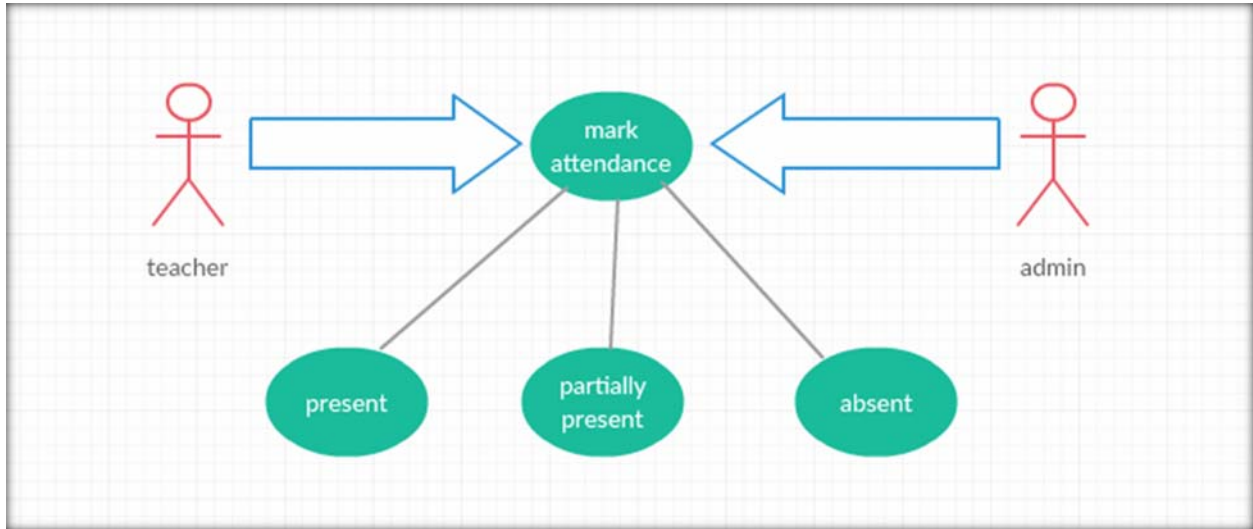 mark
attendance
teacher
admin
present
partially
present
absent